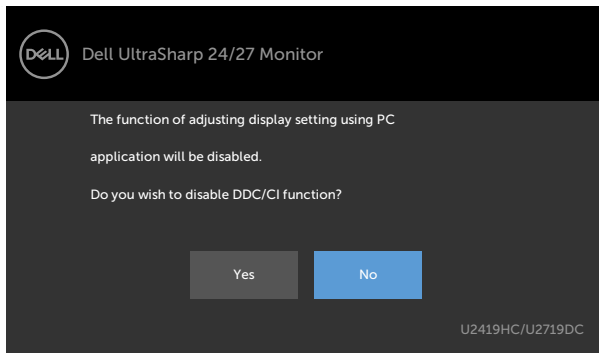 DELL
Dell UltraSharp 24/27 Monitor
The function of adjusting display setting using PC
application will be disabled.
Do you wish to disable DDC/CI function?
Yes
No
U2419HC/U2719DC